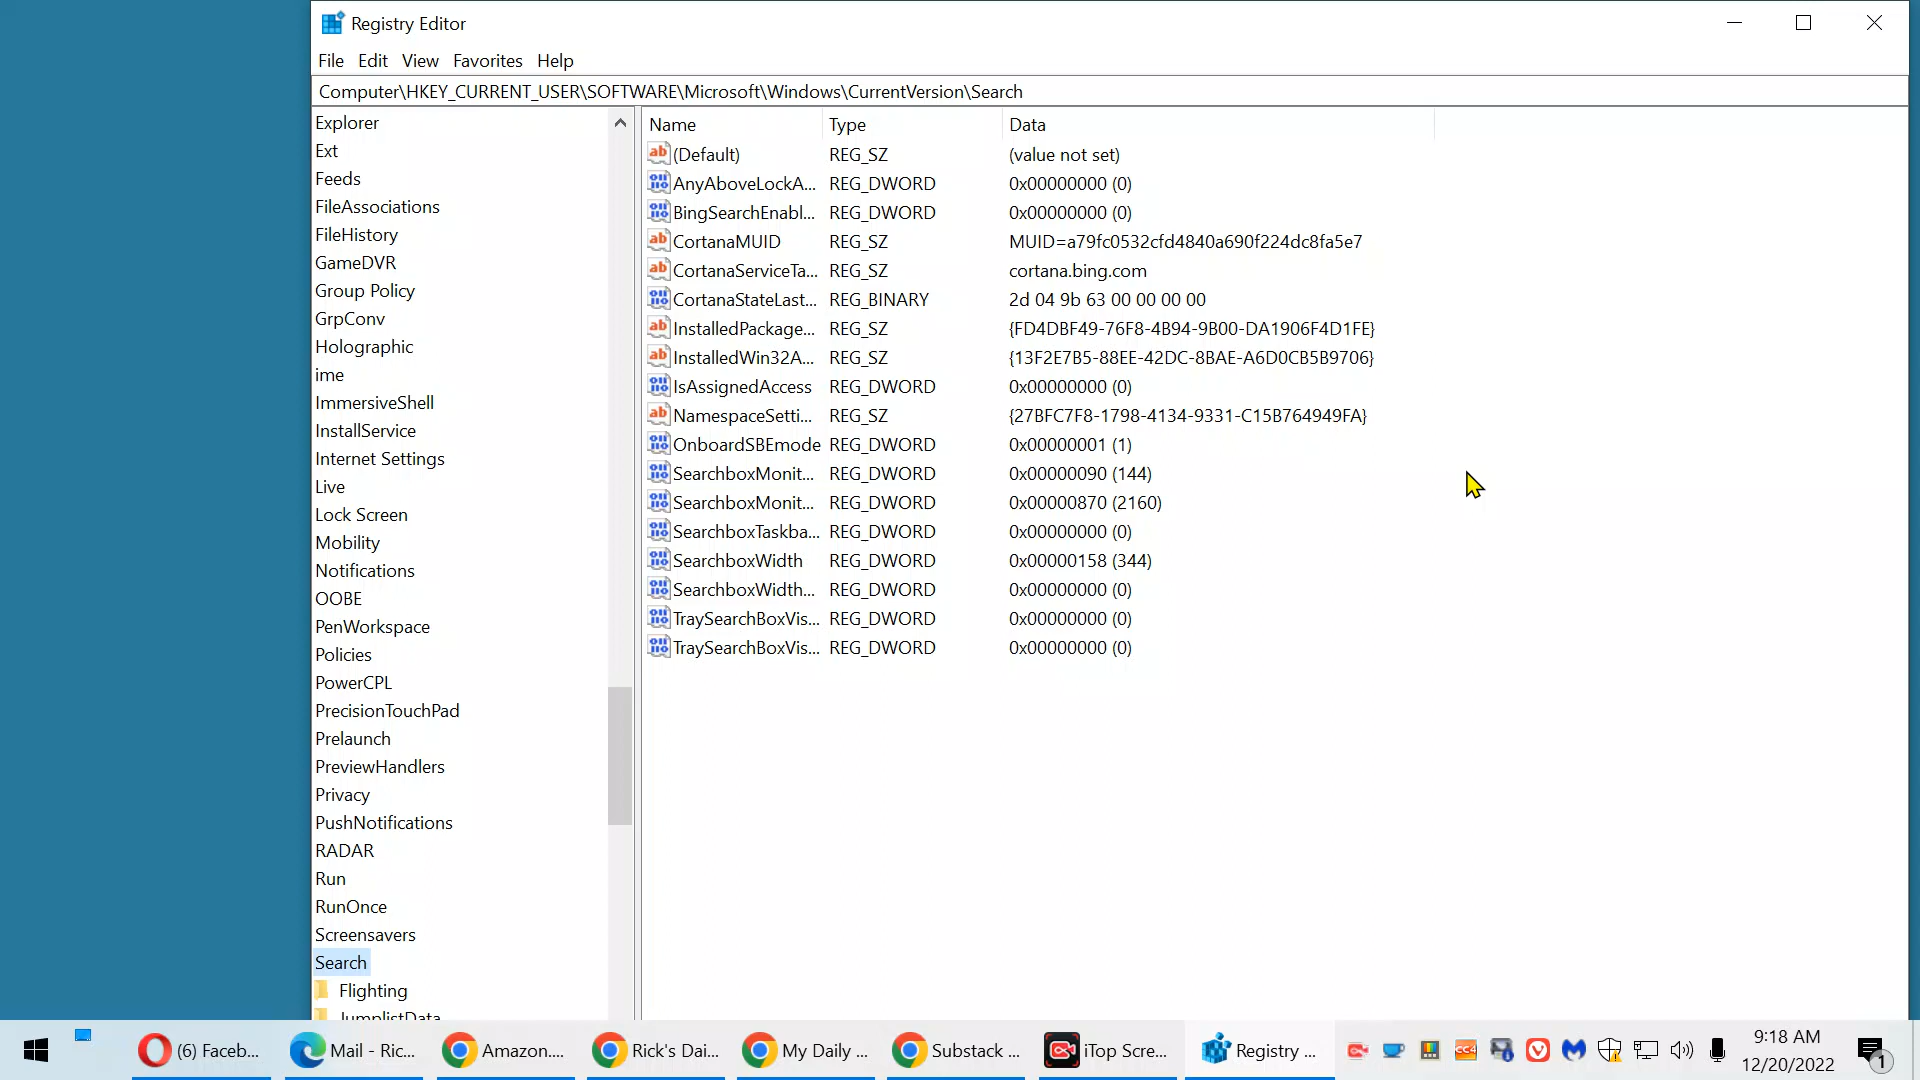 Registry Editor
File Edit View Favorites Help
Computer\HKEY_CURRENT_USER\SOFTWARE\Microsoft\Windows\CurrentVersion\Search
Explorer
Ext
Feeds
FileAssociations
FileHistory
GameDVR
Group Policy
GrpConv
Holographic
ime
ImmersiveShell
InstallService
Internet Settings
Live
Lock Screen
Mobility
Notifications
OOBE
PenWorkspace
Policies
PowerCPL
PrecisionTouchPad
Prelaunch
PreviewHandlers
Privacy
PushNotifications
RADAR
Run
RunOnce
Screensavers
Search
Flighting
JumplistData
Name Type Data
(Default) REG_SZ (value not set)
AnyAboveLockA... REG_DWORD 0x00000000 (0)
BingSearchEnabl... REG_DWORD 0x00000000 (0)
CortanaMUID REG_SZ MUID=a79fc0532cfd4840a690f224dc8fa5e7
CortanaServiceTa... REG_SZ cortana.bing.com
CortanaStateLast... REG_BINARY 2d 04 9b 63 00 00 00 00
InstalledPackage... REG_SZ {FD4DBF49-76F8-4B94-9B00-DA1906F4D1FE}
InstalledWin32A... REG_SZ {13F2E7B5-88EE-42DC-8BAE-A6D0CB5B9706}
IsAssignedAccess REG_DWORD 0x00000000 (0)
NamespaceSetti... REG_SZ {27BFC7F8-1798-4134-9331-C15B764949FA}
OnboardSBEmode REG_DWORD 0x00000001 (1)
SearchboxMonit... REG_DWORD 0x00000090 (144)
SearchboxMonit... REG_DWORD 0x00000870 (2160)
SearchboxTaskba... REG_DWORD 0x00000000 (0)
SearchboxWidth REG_DWORD 0x00000158 (344)
SearchboxWidth... REG_DWORD 0x00000000 (0)
TraySearchBoxVis... REG_DWORD 0x00000000 (0)
TraySearchBoxVis... REG_DWORD 0x00000000 (0)
(6) Faceb... Mail - Ric... Amazon.... Rick's Dai... My Daily ... Substack ... iTop Scre... Registry ... CC4
9:18 AM
12/20/2022
1